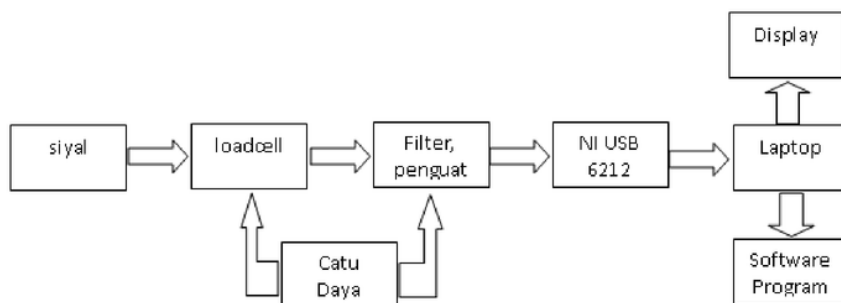 Display
siyal
loadcell
Filter,
penguat
NI USB
6212
Laptop
Catu
Daya
Software
Program